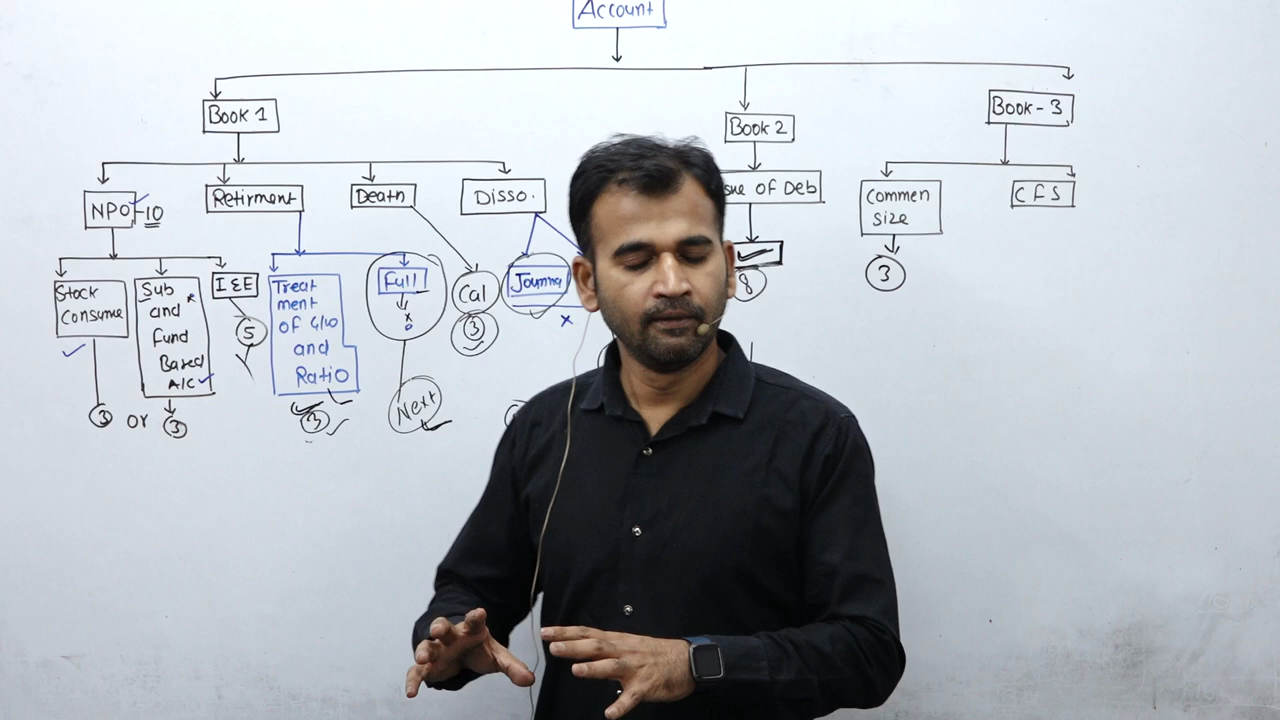 Account
Book 1
Book 2
Book - 3
NPO
10
Retirment
Death
Disso.
sue of Deb
Commen
size
CFS
Stock
Consume
Sub
and
Fund
Based
A/C
I & E
Treat
ment
of G/W
and
Ratio
Full
Cal
Journa
3
8
5
3
3
or
3
3
Next